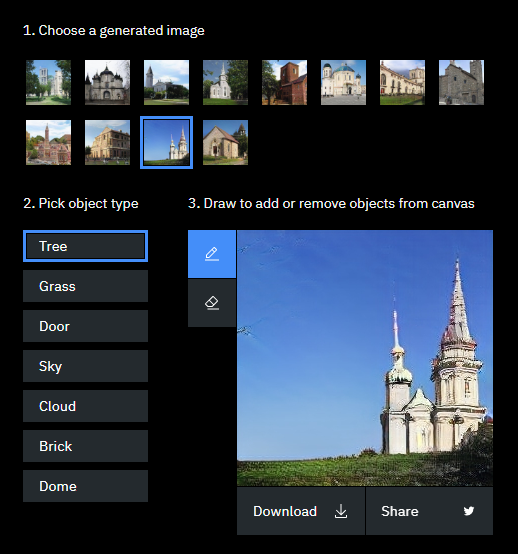 1. Choose a generated image
2. Pick object type
3. Draw to add or remove objects from canvas
Tree
Grass
Door
Sky
Cloud
Brick
Dome
Download
Share